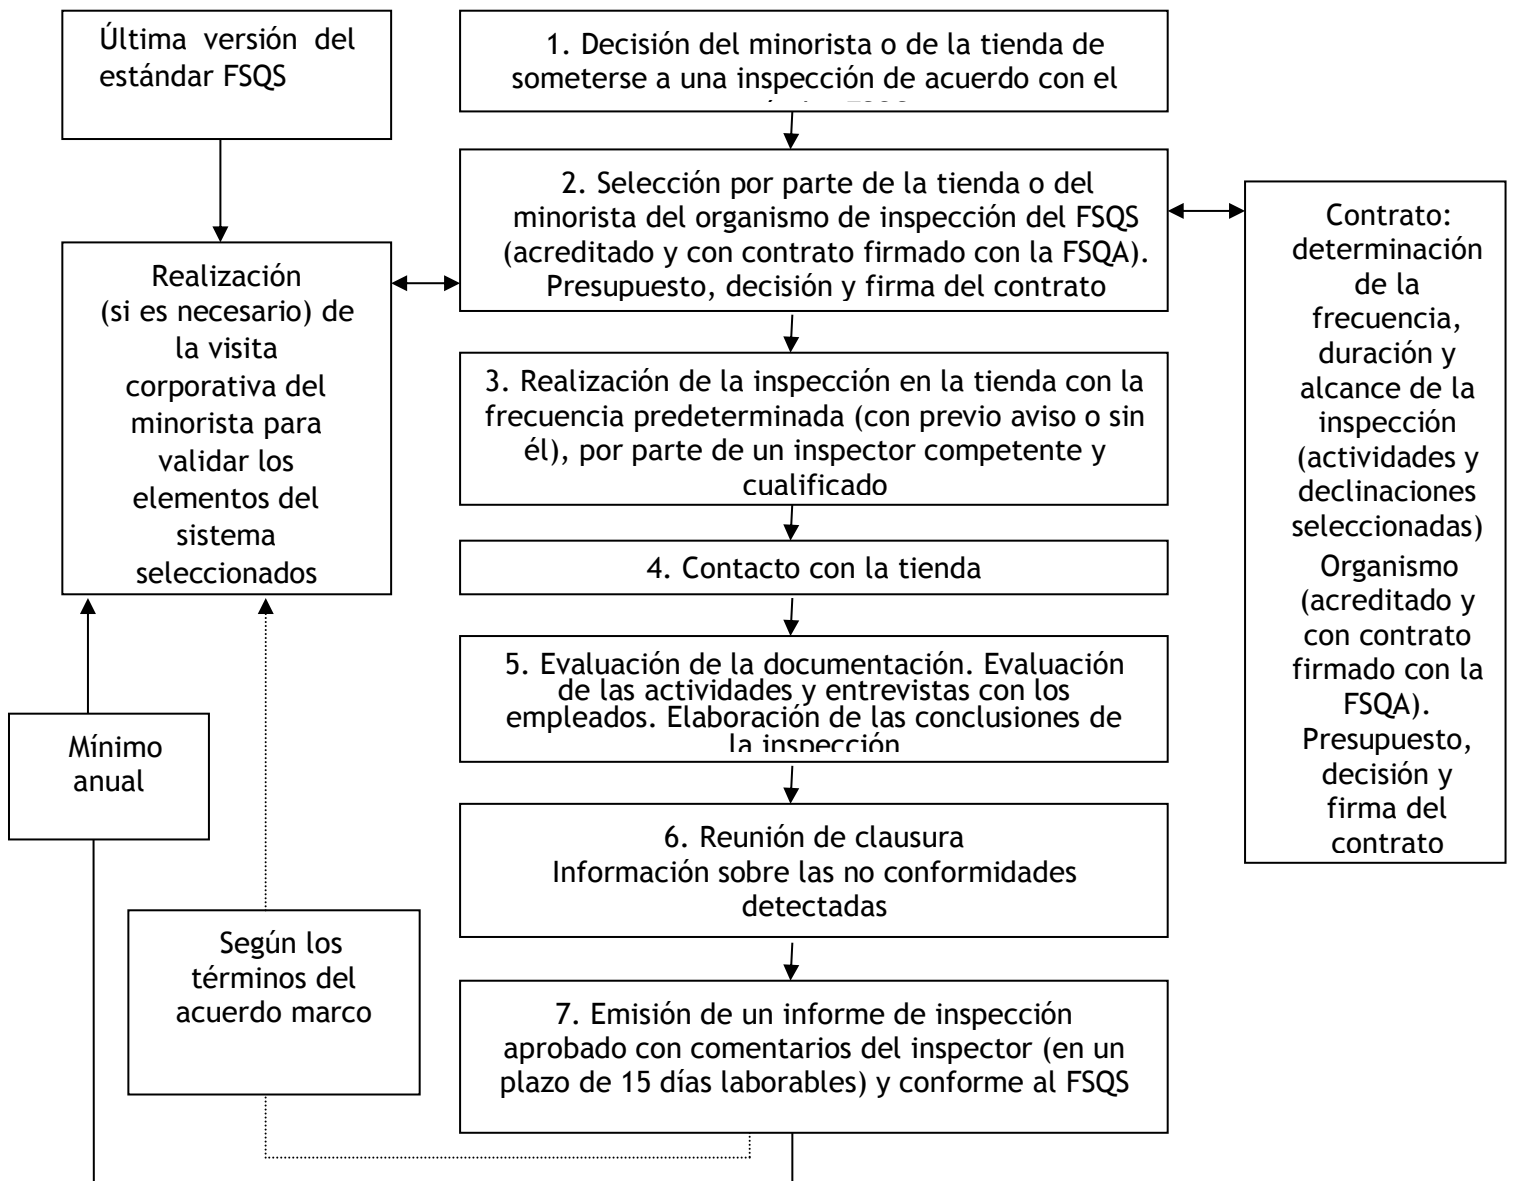 Última versión del
estándar FSQS
1. Decisión del minorista o de la tienda de
someterse a una inspección de acuerdo con el
2. Selección por parte de la tienda o del
minorista del organismo de inspección del FSQS
(acreditado y con contrato firmado con la FSQA).
Presupuesto, decisión y firma del contrato
Contrato:
determinación
de la
frecuencia,
duración y
alcance de la
inspección
(actividades y
declinaciones
seleccionadas)
Organismo
(acreditado y
con contrato
firmado con la
FSQA).
Presupuesto,
decisión y
firma del
contrato
Realización
(si es necesario) de
la visita
corporativa del
minorista para
validar los
elementos del
sistema
seleccionados
3. Realización de la inspección en la tienda con la
frecuencia predeterminada (con previo aviso o sin
él), por parte de un inspector competente y
cualificado
4. Contacto con la tienda
5. Evaluación de la documentación. Evaluación
de las actividades y entrevistas con los
empleados. Elaboración de las conclusiones de
la inspección
Mínimo
anual
6. Reunión de clausura
Información sobre las no conformidades
detectadas
Según los
términos del
acuerdo marco
7. Emisión de un informe de inspección
aprobado con comentarios del inspector (en un
plazo de 15 días laborables) y conforme al FSQS